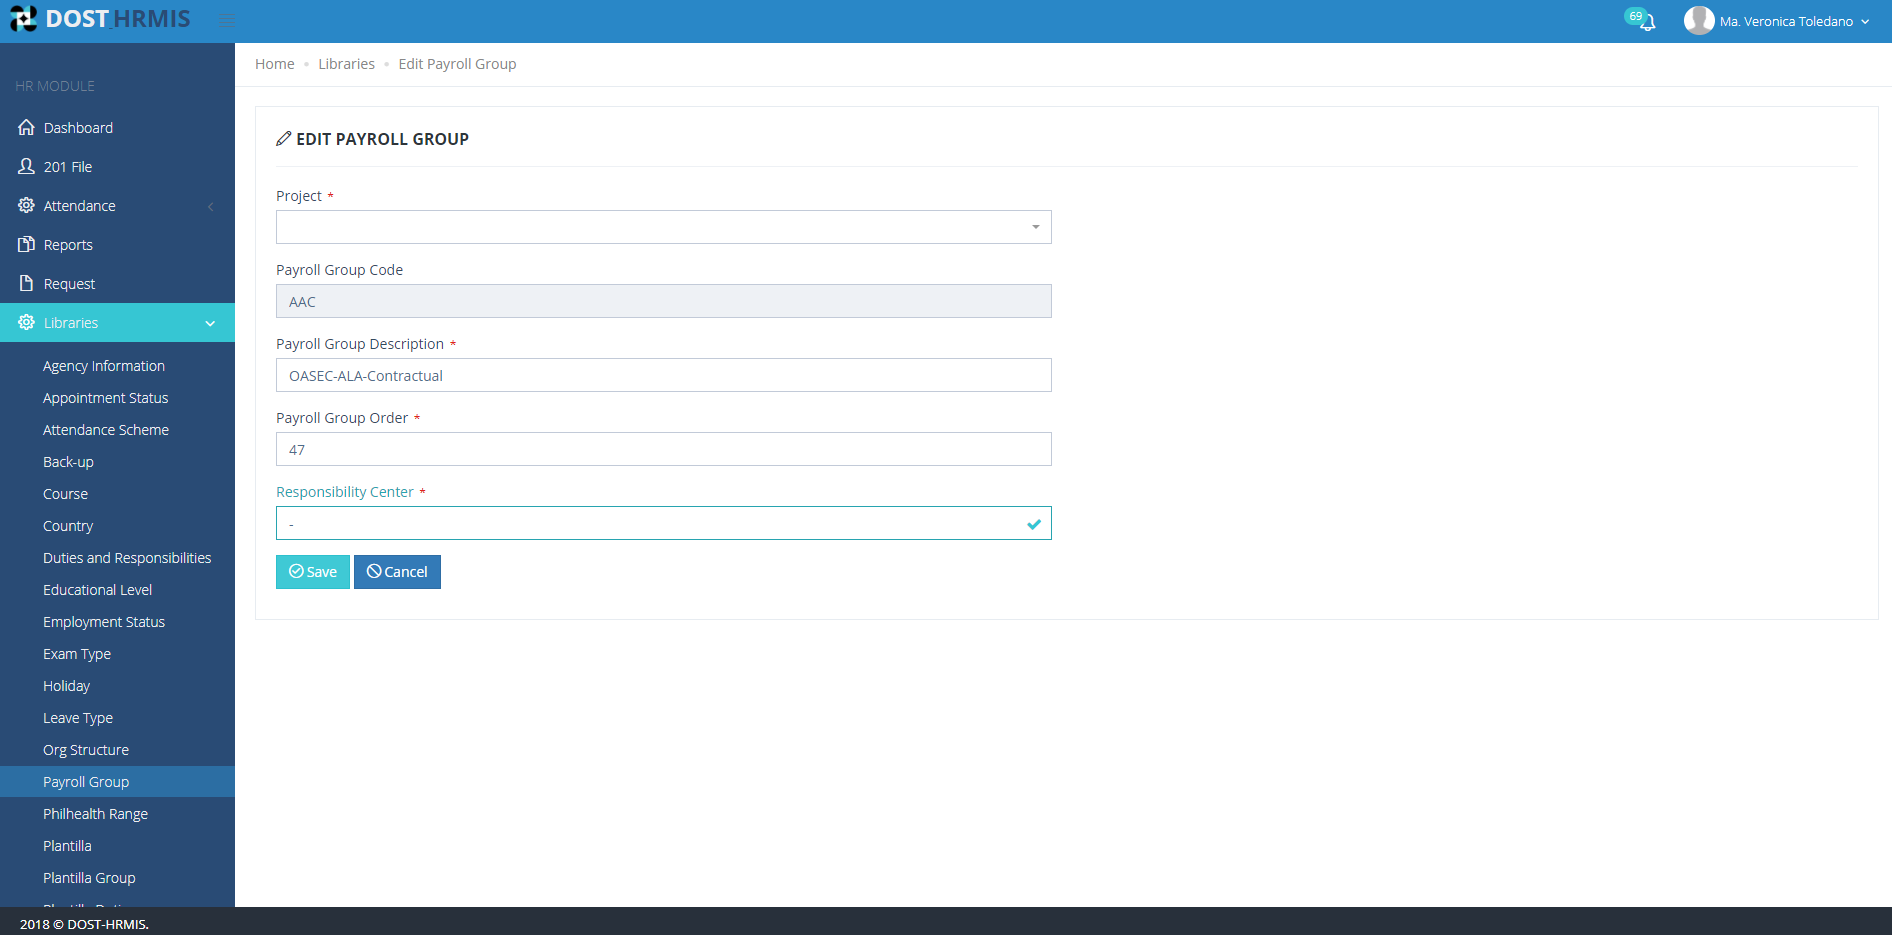 DOST HRMIS
69
Ma. Veronica Toledano
HR MODULE
Dashboard
201 File
Attendance
Reports
Request
Libraries
Agency Information
Appointment Status
Attendance Scheme
Back-up
Course
Country
Duties and Responsibilities
Educational Level
Employment Status
Exam Type
Holiday
Leave Type
Org Structure
Payroll Group
Philhealth Range
Plantilla
Plantilla Group
Home • Libraries • Edit Payroll Group
EDIT PAYROLL GROUP
Project *
Payroll Group Code
AAC
Payroll Group Description *
OASEC-ALA-Contractual
Payroll Group Order *
47
Responsibility Center *
-
Save Cancel
2018 © DOST-HRMIS.